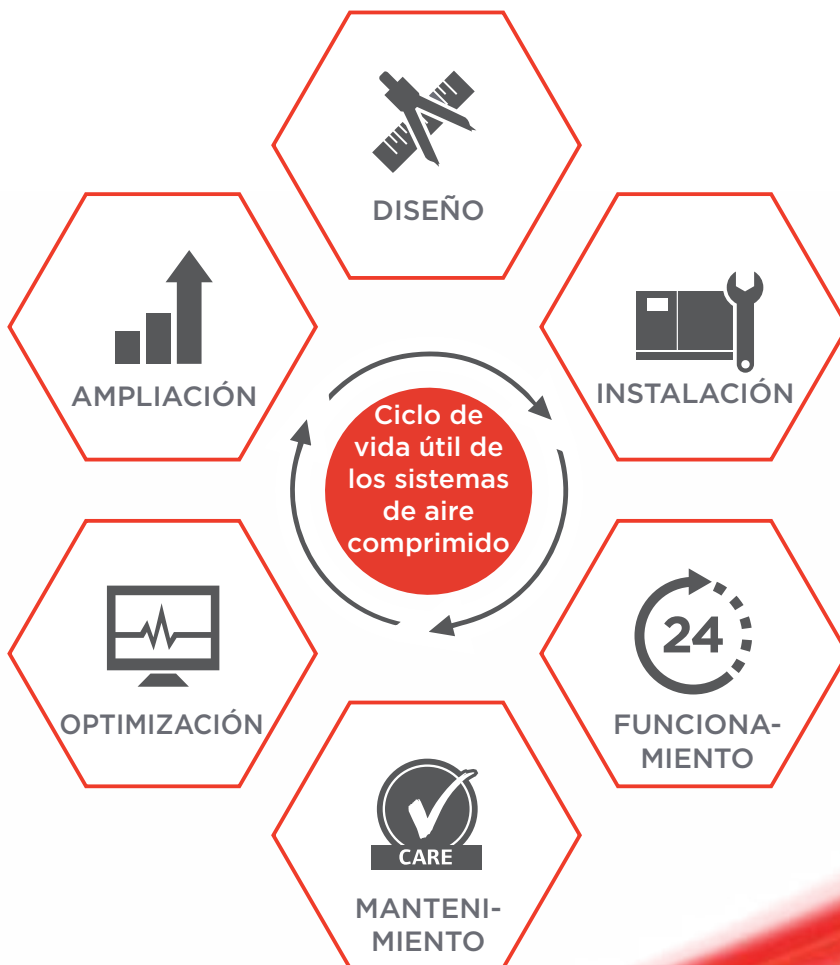 DISEÑO
INSTALACIÓN
FUNCIONA-
MIENTO
24
MANTENI-
MIENTO
CARE
OPTIMIZACIÓN
AMPLIACIÓN
Ciclo de
vida útil de
los sistemas
de aire
comprimido